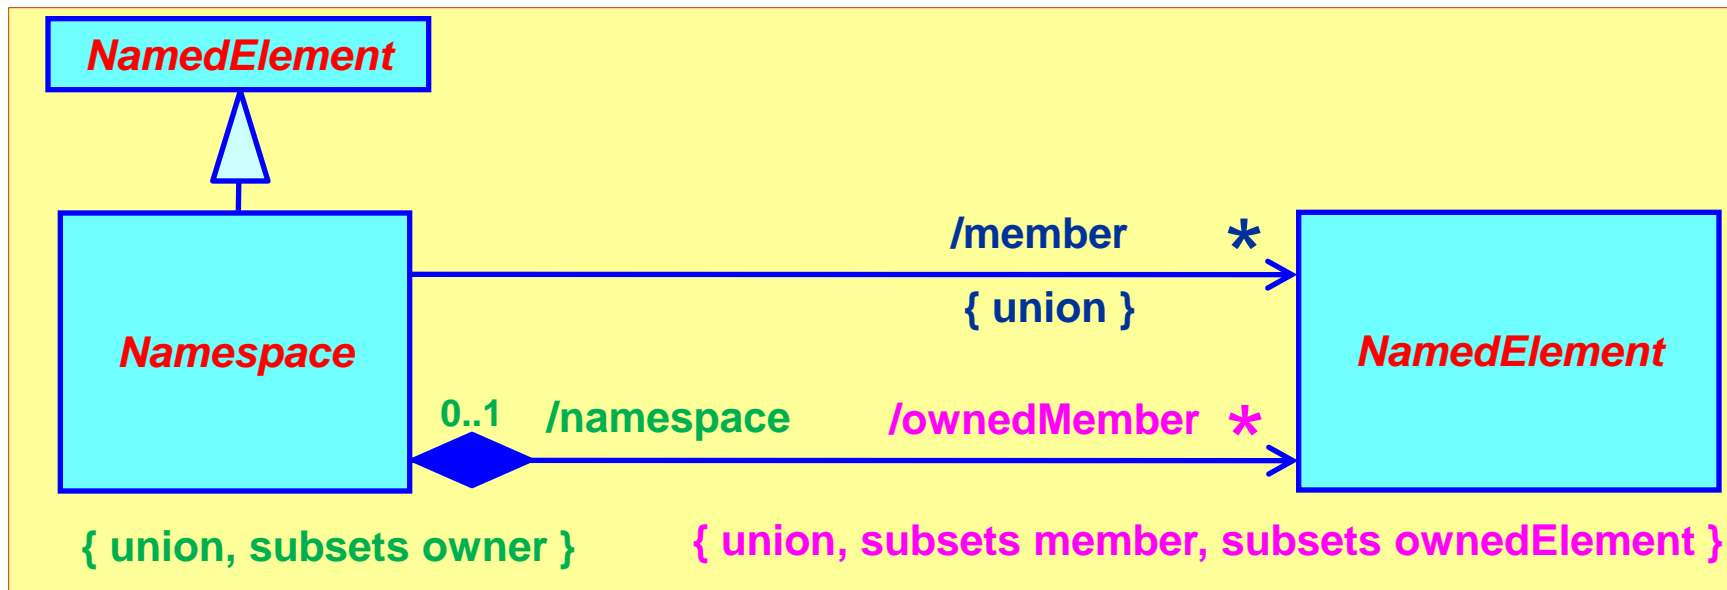 NamedElement
/member *
{ union }
Namespace
NamedElement
0..1 /namespace /ownedMember *
{ union, subsets owner }
{ union, subsets member, subsets ownedElement }